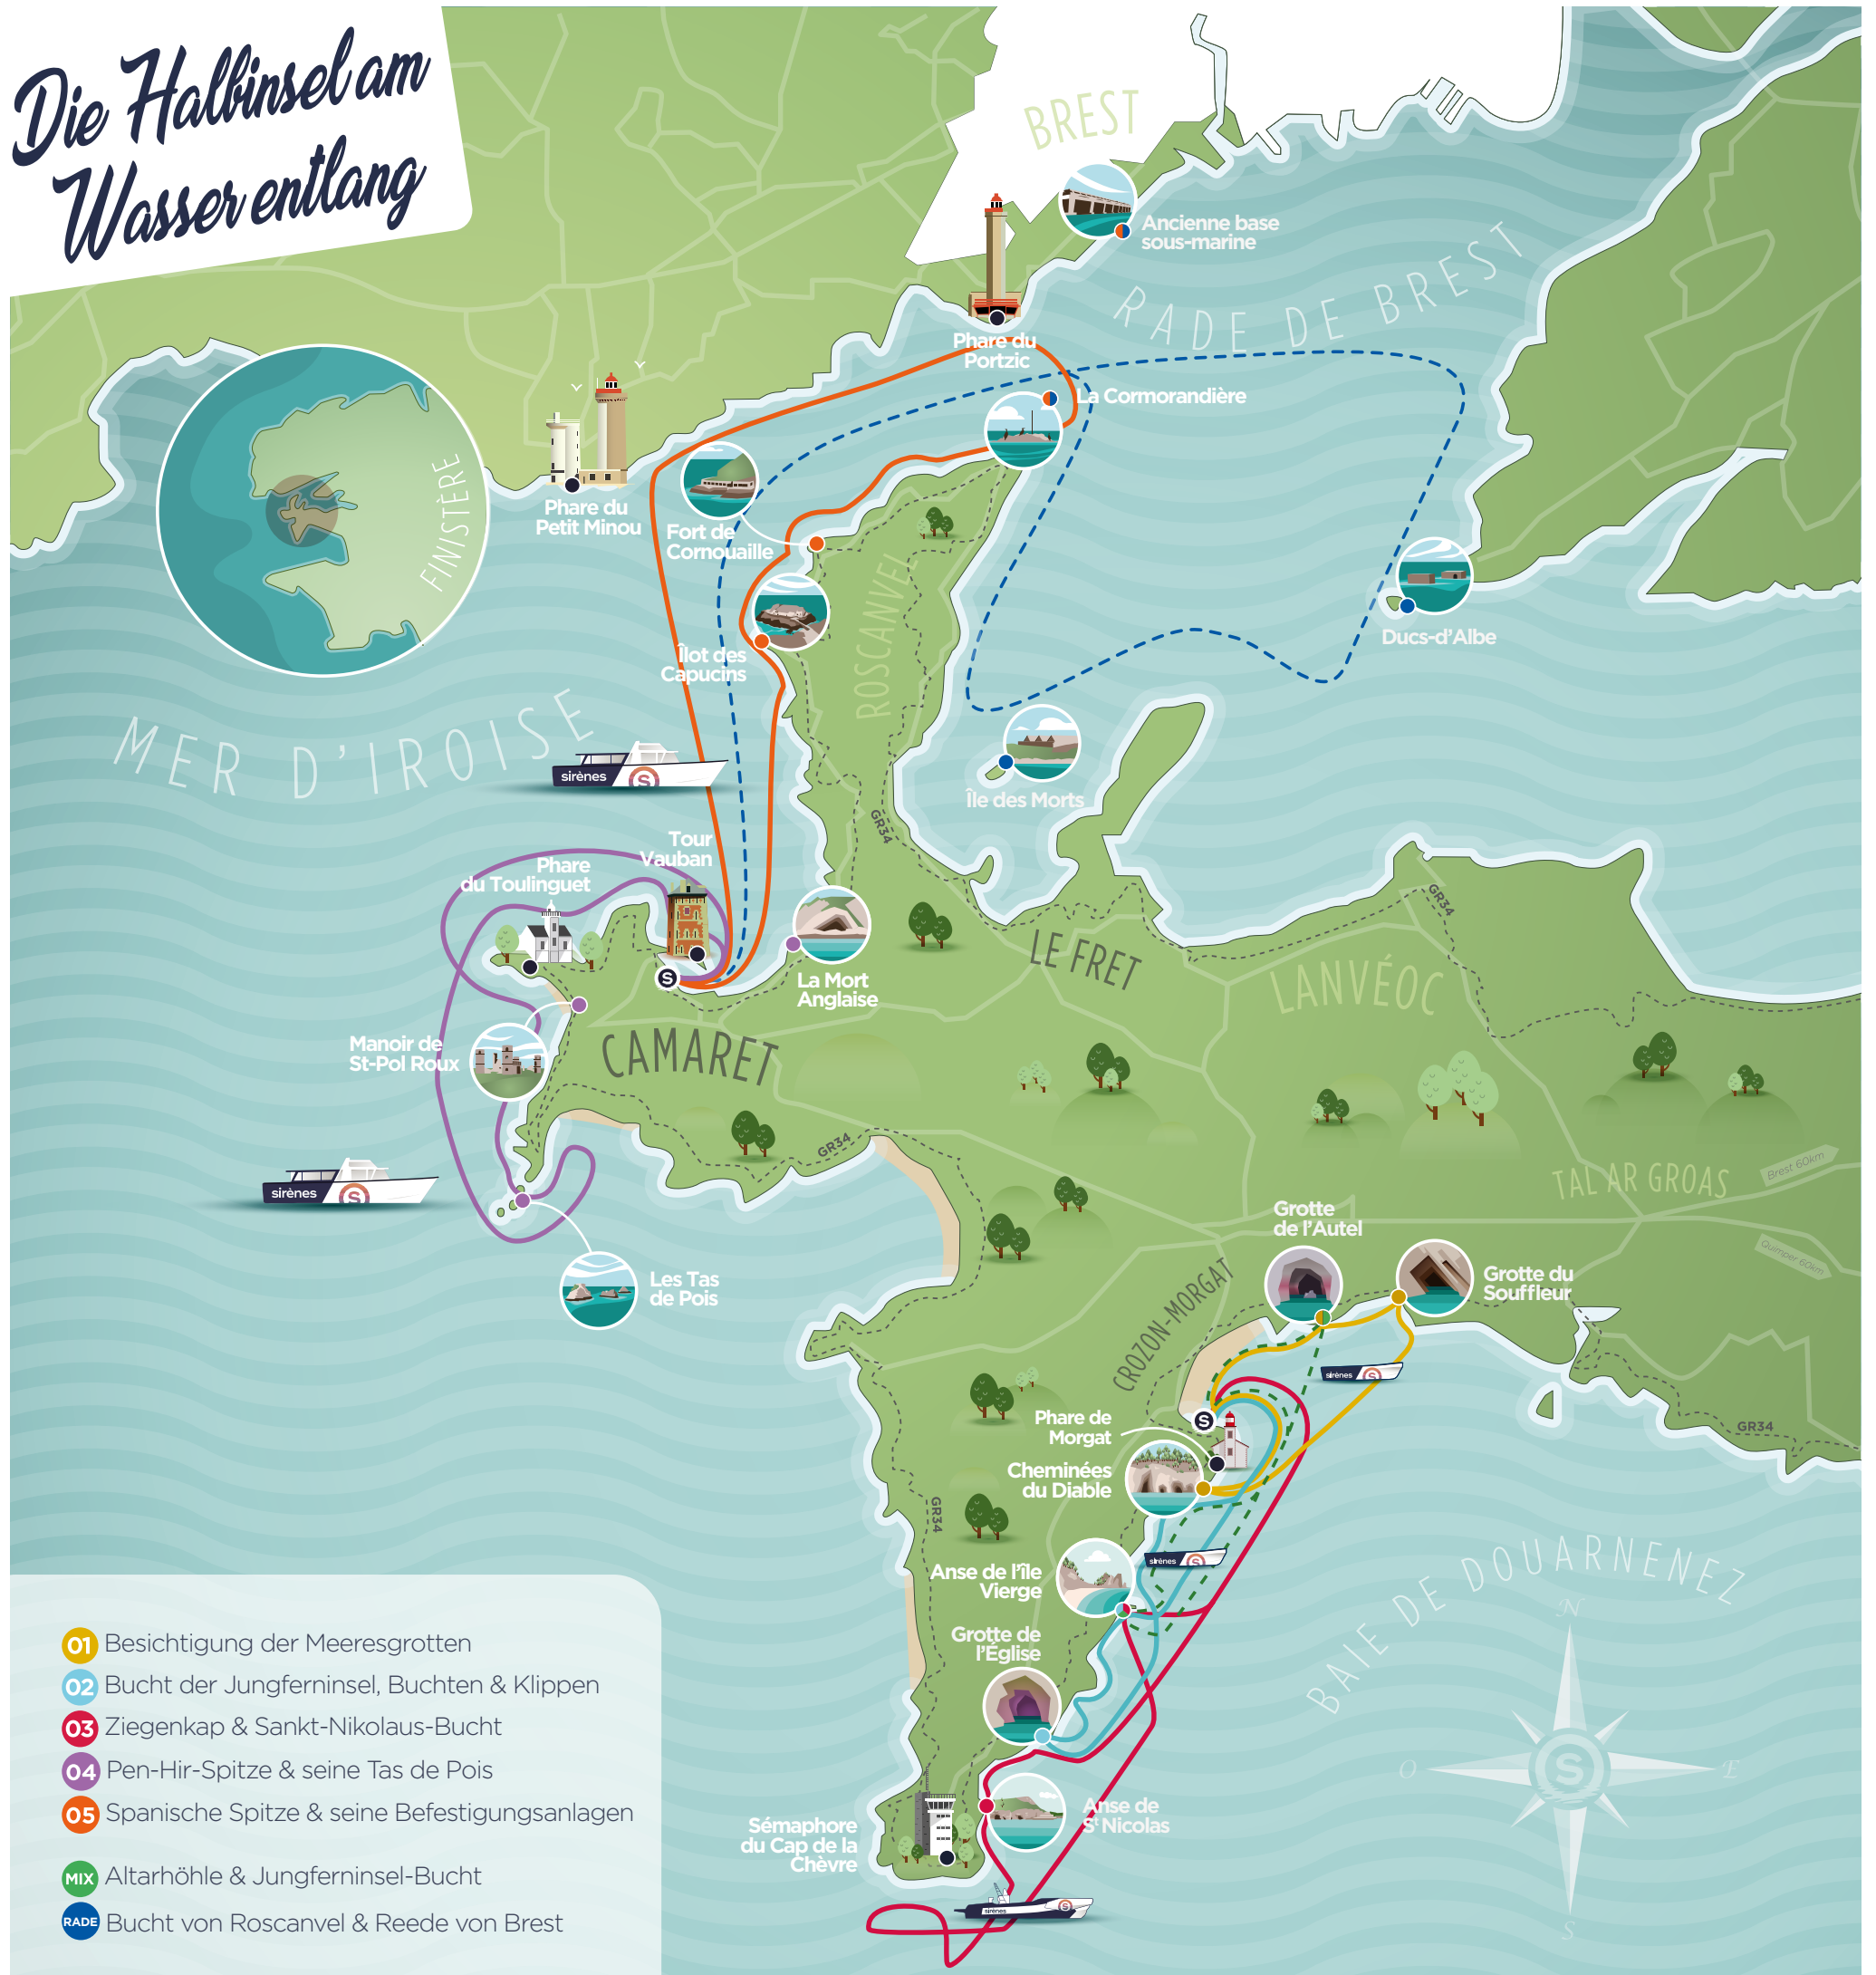 Die Halbinsel am
Wasser entlang
BREST
Ancienne base
sous-marine
RADE DE BREST
Phare du
Portzic
La Cormorandière
Phare du
Petit Minou
Fort de
Cornouaille
FINISTÈRE
ROSCANVEL
Îlot des
Capucins
Ducs-d'Albe
MER D'IROISE
sirènes
S
Île des Morts
GR34
Tour
Vauban
Phare
du Toulinguet
S
La Mort
Anglaise
LE FRET
GR34
LANVÉOC
Manoir de
St-Pol Roux
CAMARET
GR34
sirènes
S
TAL AR GROAS
Brest 60km
Quimper 60km
Les Tas
de Pois
Grotte
de l'Autel
Grotte du
Souffleur
CROZON-MORGAT
sirènes
S
S
Phare de
Morgat
GR34
Cheminées
du Diable
GR34
sirènes
S
Anse de l'île
Vierge
BAIE DE DOUARNENEZ
Grotte de
l'Église
N
O
S
E
S
Anse de
St Nicolas
Sémaphore
du Cap de la
Chèvre
sirènes
S
01 Besichtigung der Meeresgrotten
02 Bucht der Jungferninsel, Buchten & Klippen
03 Ziegenkap & Sankt-Nikolaus-Bucht
04 Pen-Hir-Spitze & seine Tas de Pois
05 Spanische Spitze & seine Befestigungsanlagen
MIX Altarhöhle & Jungferninsel-Bucht
RADE Bucht von Roscanvel & Reede von Brest